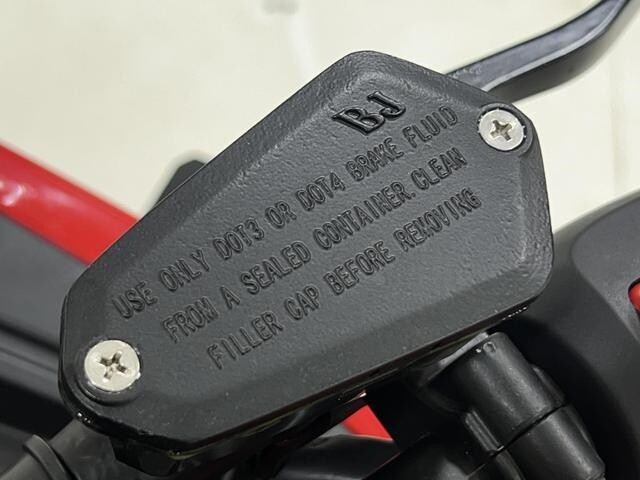 BJ
USE ONLY DOT3 OR DOT4 BRAKE FLUID
FROM A SEALED CONTAINER CLEAN
FILLER CAP BEFORE REMOVING